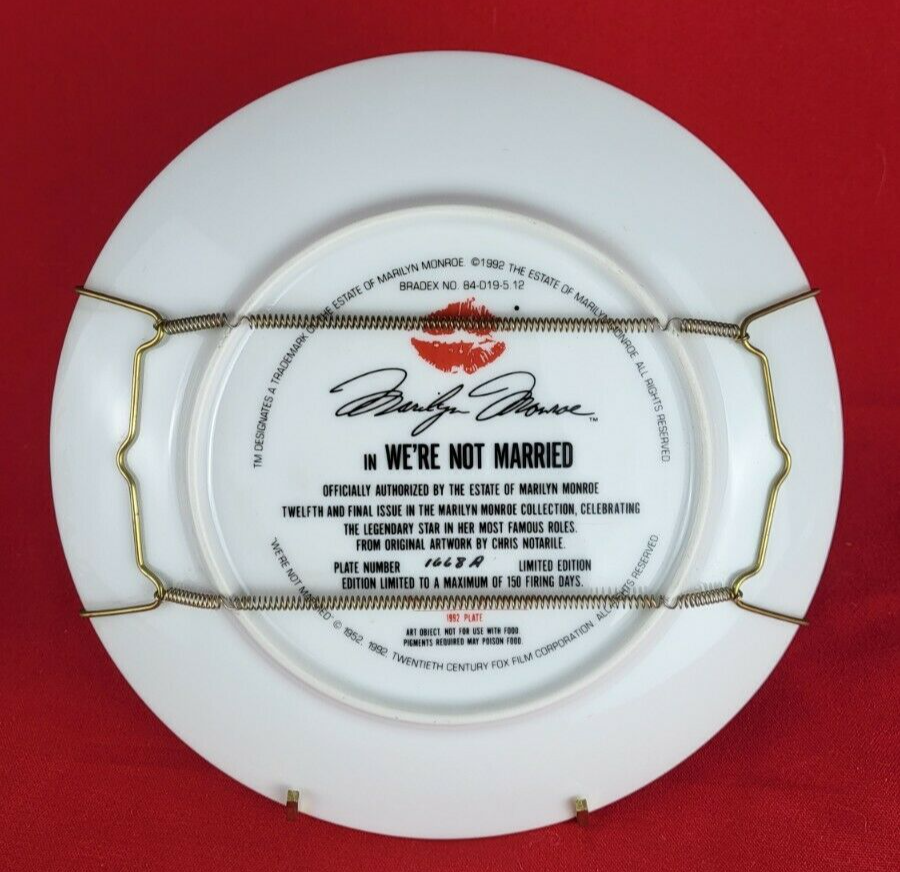 TM DESIGNATES A TRADEMARK OF THE ESTATE OF MARILYN MONROE ©1992 THE ESTATE OF MARILYN MONROE ALL RIGHTS RESERVED
BRADEX NO. 84-D19-5.12
Marilyn Monroe™
IN WE'RE NOT MARRIED
OFFICIALLY AUTHORIZED BY THE ESTATE OF MARILYN MONROE
TWELFTH AND FINAL ISSUE IN THE MARILYN MONROE COLLECTION, CELEBRATING
THE LEGENDARY STAR IN HER MOST FAMOUS ROLES.
FROM ORIGINAL ARTWORK BY CHRIS NOTARILE.
PLATE NUMBER 1668A LIMITED EDITION
EDITION LIMITED TO A MAXIMUM OF 150 FIRING DAYS.
1992 PLATE
ART OBJECT. NOT FOR USE WITH FOOD.
PIGMENTS REQUIRED MAY POISON FOOD.
"WE'RE NOT MARRIED" © 1952, 1992. TWENTIETH CENTURY FOX FILM CORPORATION. ALL RIGHTS RESERVED